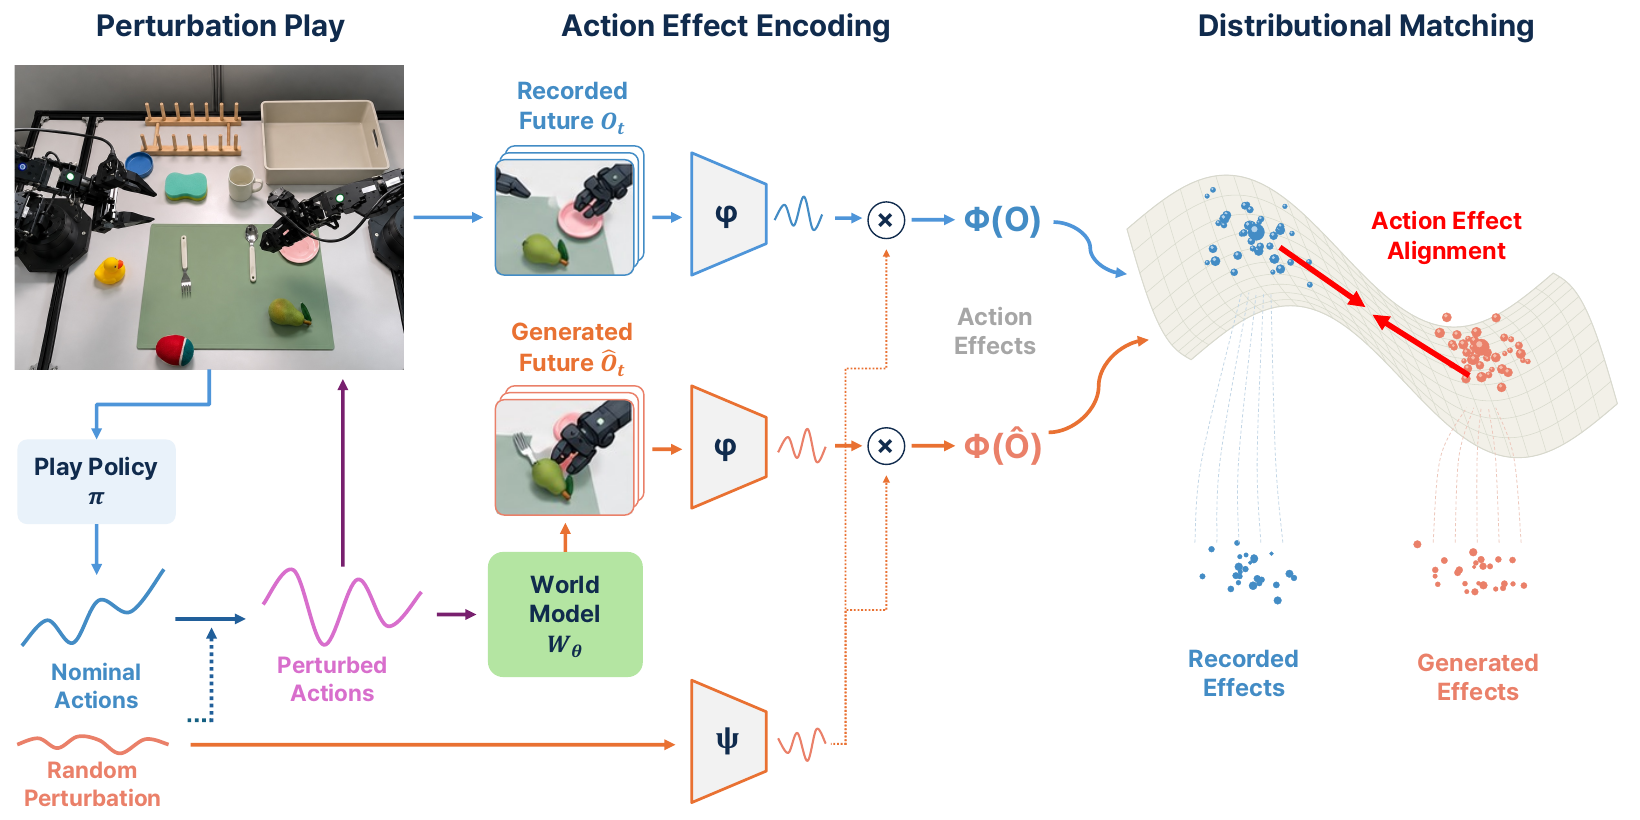 Perturbation Play
Action Effect Encoding
Distributional Matching
Recorded
Future O_t
φ
×
Φ(O)
Action Effect
Alignment
Action
Effects
Generated
Future Ô_t
φ
×
Φ(Ô)
Play Policy
π
World
Model
W_θ
Nominal
Actions
Perturbed
Actions
Random
Perturbation
ψ
Recorded
Effects
Generated
Effects